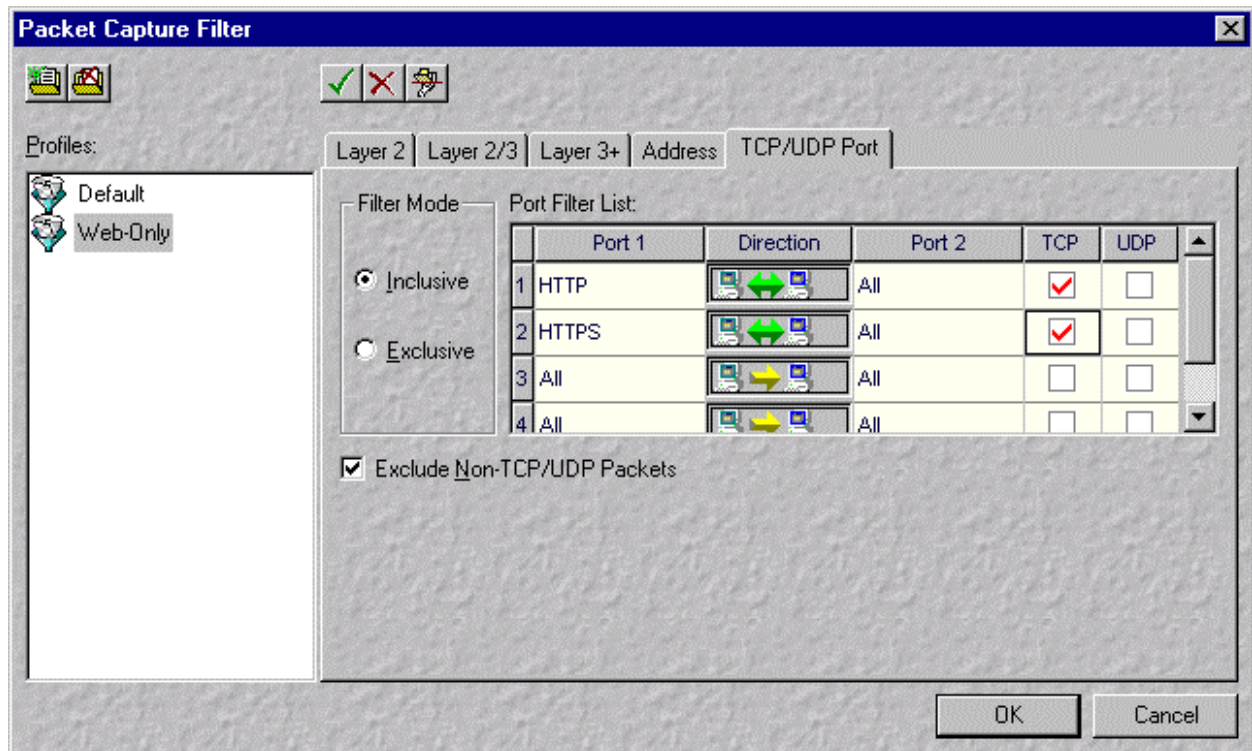 Packet Capture Filter
Profiles:
Default
Web-Only
Layer 2 Layer 2/3 Layer 3+ Address TCP/UDP Port
Filter Mode
Inclusive
Exclusive
Port Filter List:
Port 1 Direction Port 2 TCP UDP
1 HTTP All
2 HTTPS All
3 All All
4 All All
Exclude Non-TCP/UDP Packets
OK Cancel